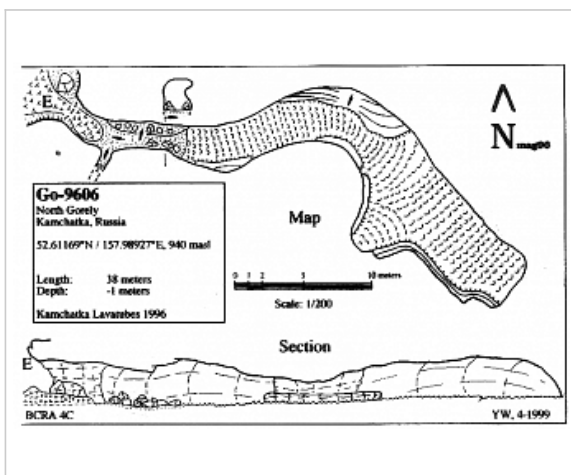 E
N mag90
Go-9606
North Gorely
Kamchatka, Russia
52.61169°N / 157.98927°E, 940 masl
Length: 38 meters
Depth: -1 meters
Kamchatka Lavatubes 1996
Map
0 1 2 5 10 meters
Scale: 1/200
Section
E
BCRA 4C
YW, 4-1999